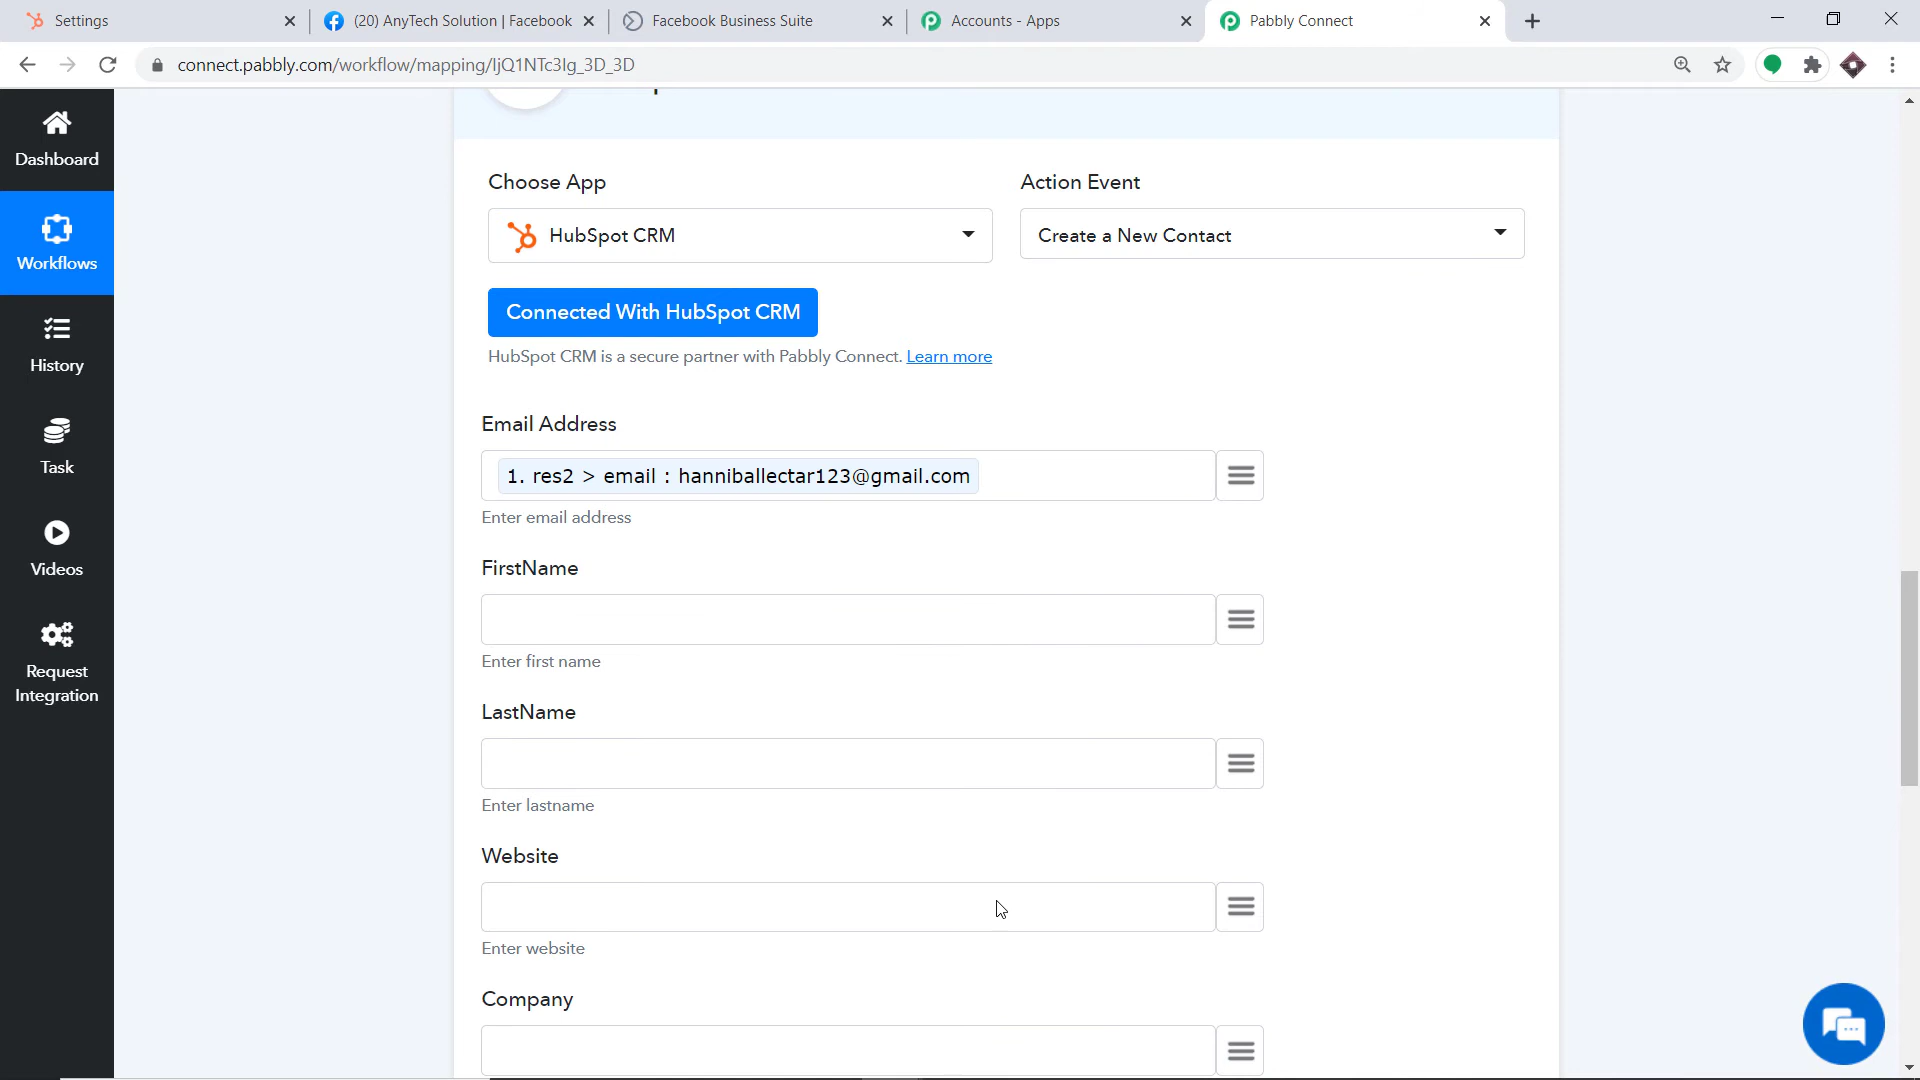 Settings
(20) AnyTech Solution | Facebook
Facebook Business Suite
Accounts - Apps
Pabbly Connect
connect.pabbly.com/workflow/mapping/IjQ1NTc3Ig_3D_3D
Dashboard
Workflows
History
Task
Videos
Request
Integration
Choose App
Action Event
HubSpot CRM
Create a New Contact
Connected With HubSpot CRM
HubSpot CRM is a secure partner with Pabbly Connect. Learn more
Email Address
1. res2 > email : hanniballectar123@gmail.com
Enter email address
FirstName
Enter first name
LastName
Enter lastname
Website
Enter website
Company